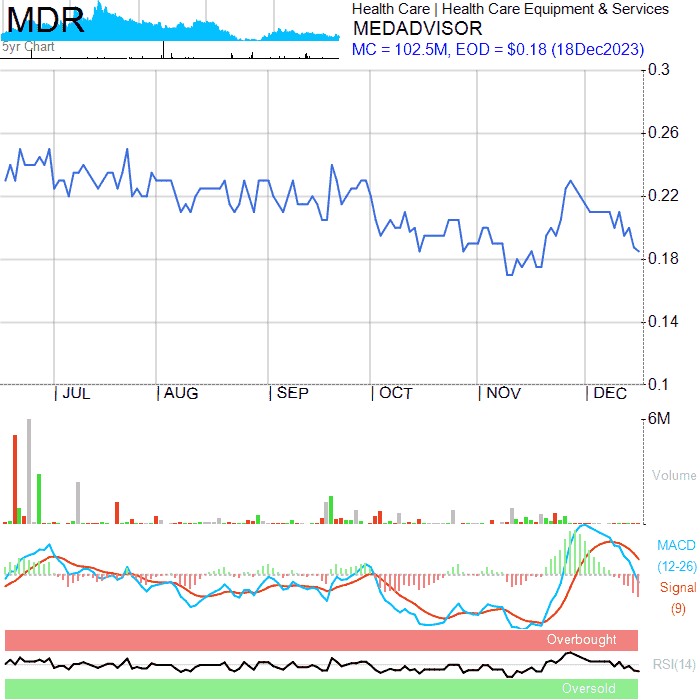 MDR
5yr Chart
Health Care | Health Care Equipment & Services
MEDADVISOR
MC = 102.5M, EOD = $0.18 (18Dec2023)
0.3
0.26
0.22
0.18
0.14
0.1
JUL AUG SEP OCT NOV DEC
6M
Volume
MACD
(12-26)
Signal
(9)
Overbought
RSI(14)
Oversold